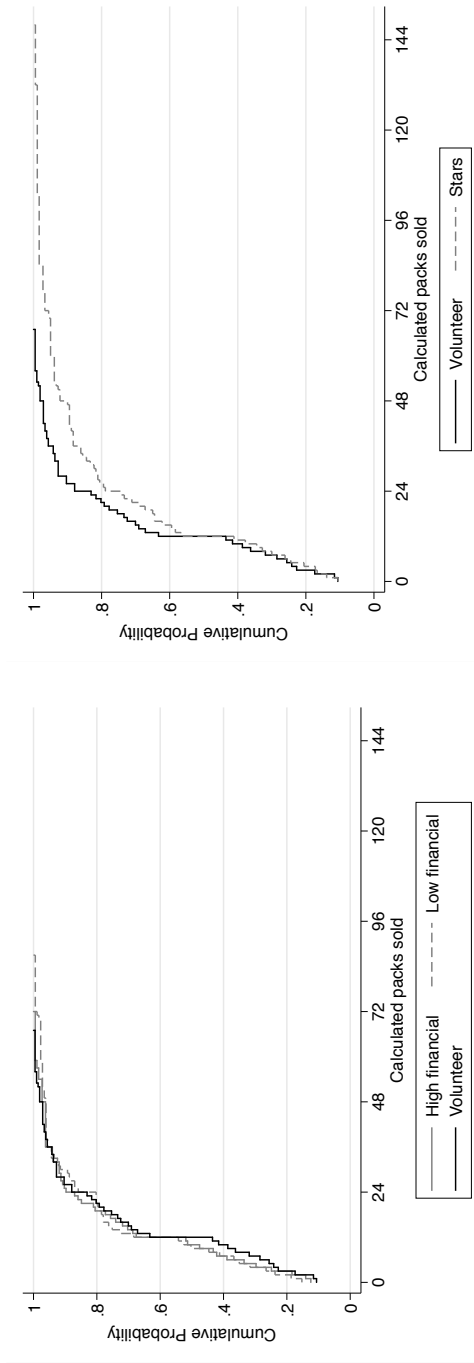 Cumulative Probability
1
.8
.6
.4
.2
0
0 24 48 72 96 120 144
Calculated packs sold
High financial Low financial
Volunteer
Cumulative Probability
1
.8
.6
.4
.2
0
0 24 48 72 96 120 144
Calculated packs sold
Volunteer Stars